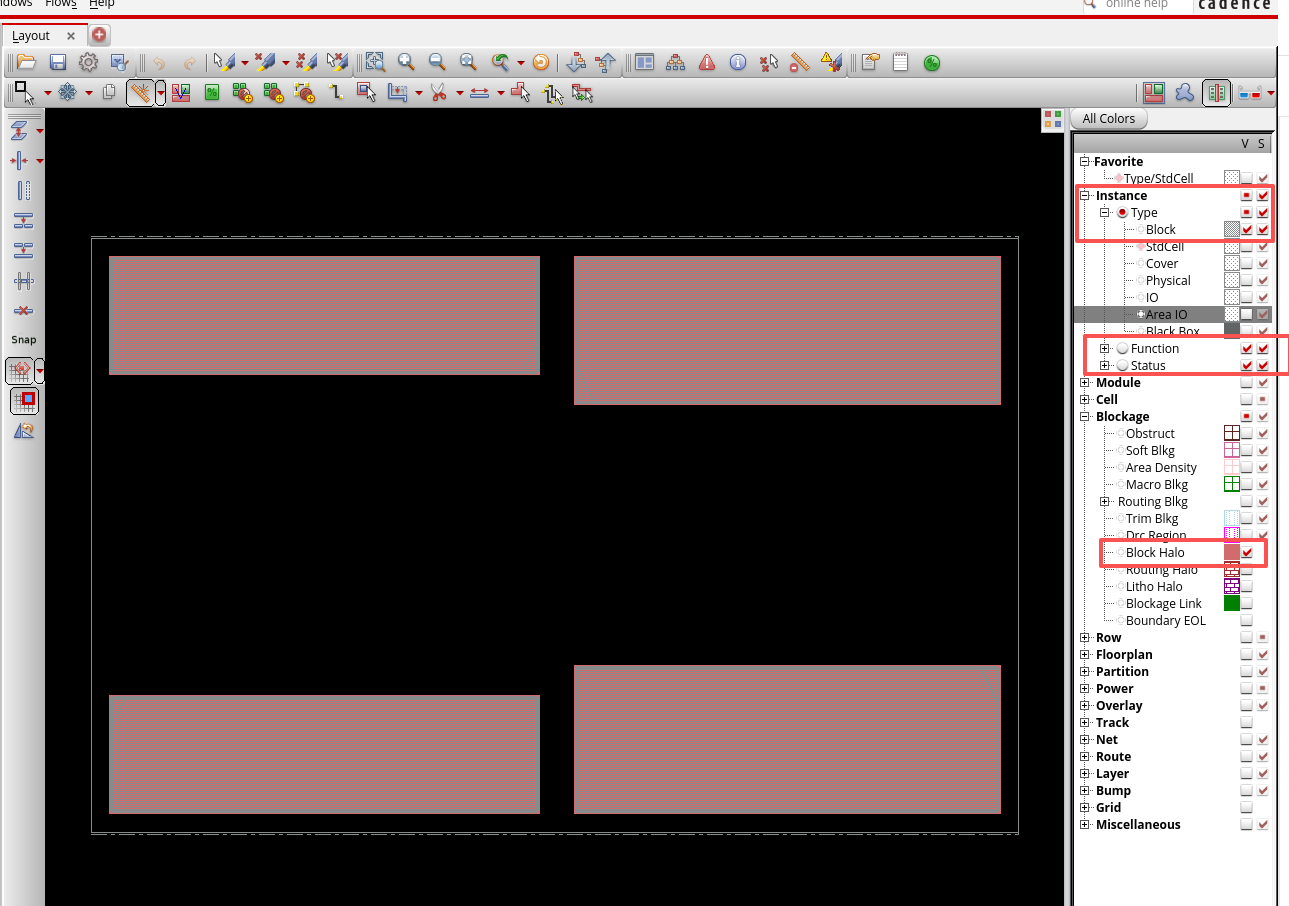 ndows Flows Help
online help
cādence
Layout
All Colors
V S
Favorite
Type/StdCell
Instance
Type
Block
StdCell
Cover
Physical
IO
Area IO
Black Box
Function
Status
Module
Cell
Blockage
Obstruct
Soft Blkg
Area Density
Macro Blkg
Routing Blkg
Trim Blkg
Drc Region
Block Halo
Routing Halo
Litho Halo
Blockage Link
Boundary EOL
Row
Floorplan
Partition
Power
Overlay
Track
Net
Route
Layer
Bump
Grid
Miscellaneous
Snap